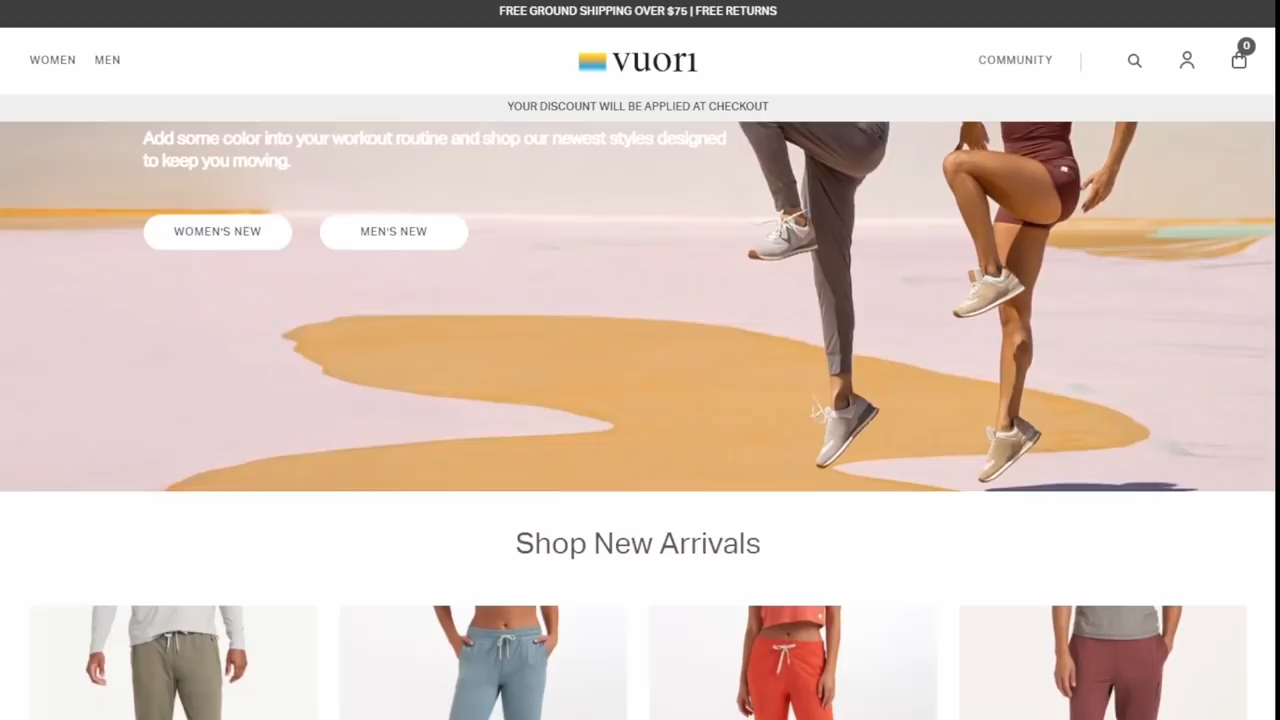 FREE GROUND SHIPPING OVER $75 | FREE RETURNS
WOMEN MEN vuori COMMUNITY 0
YOUR DISCOUNT WILL BE APPLIED AT CHECKOUT
Add some color into your workout routine and shop our newest styles designed
to keep you moving.
WOMEN'S NEW MEN'S NEW
Shop New Arrivals